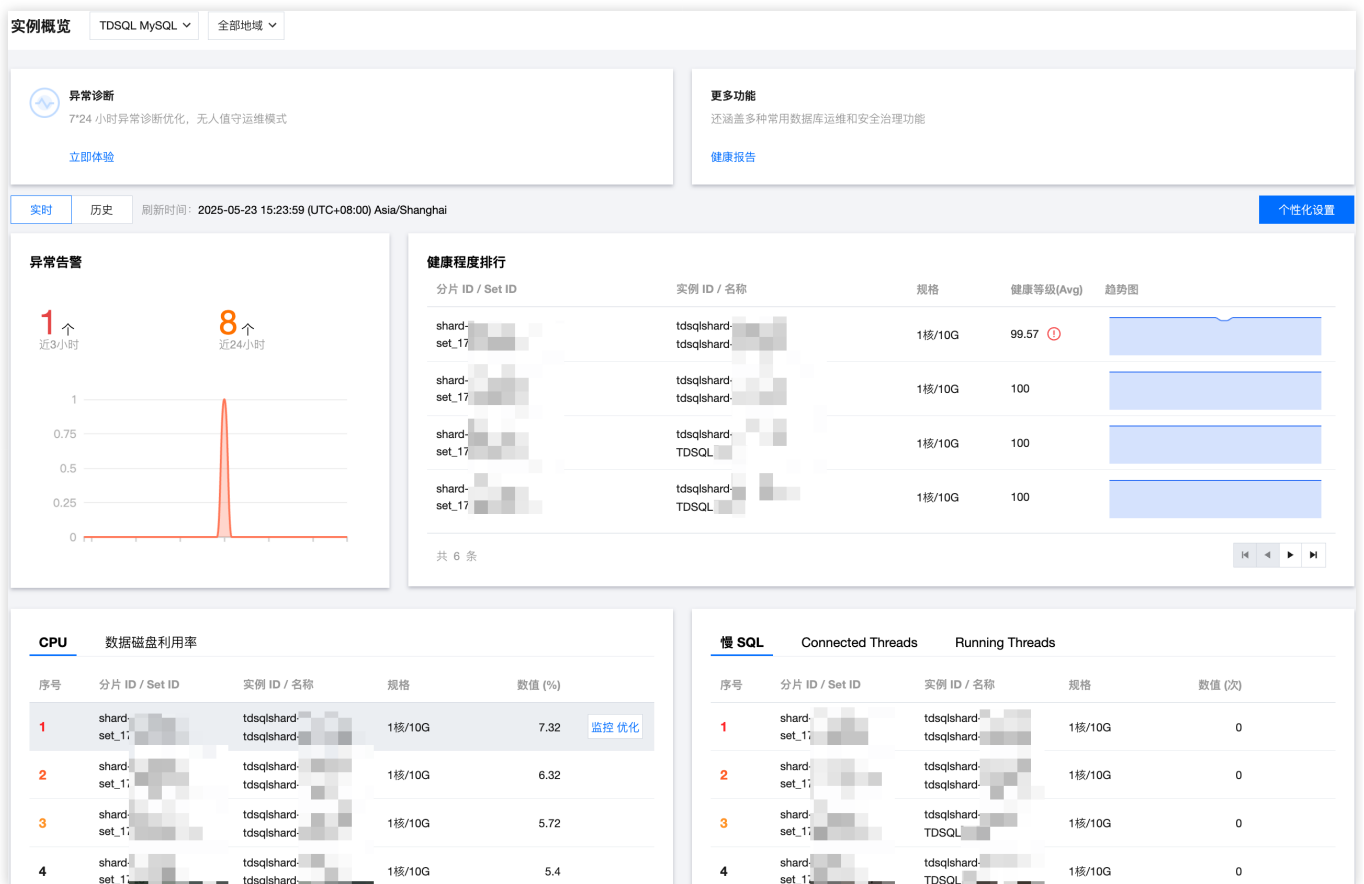 实例概览 TDSQL MySQL 全部地域
异常诊断
7*24 小时异常诊断优化，无人值守运维模式
立即体验
更多功能
还涵盖多种常用数据库运维和安全治理功能
健康报告
实时 历史 刷新时间： 2025-05-23 15:23:59 (UTC+08:00) Asia/Shanghai 个性化设置
异常告警
1 个 8 个
近3小时 近24小时
1
0.75
0.5
0.25
0
健康程度排行
分片 ID / Set ID 实例 ID / 名称 规格 健康等级(Avg) 趋势图
shard- tdsqlshard-
1核/10G 99.57
set_17 tdsqlshard-
shard- tdsqlshard-
1核/10G 100
set_17 tdsqlshard-
shard- tdsqlshard-
1核/10G 100
set_17 TDSQL
shard- tdsqlshard-
1核/10G 100
set_17 TDSQL
共 6 条
CPU 数据磁盘利用率
序号 分片 ID / Set ID 实例 ID / 名称 规格 数值 (%)
shard- tdsqlshard-
1 1核/10G 7.32 监控 优化
set_17 tdsqlshard-
shard- tdsqlshard-
2 1核/10G 6.32
set_17 tdsqlshard-
shard- tdsqlshard-
3 1核/10G 5.72
set_17 tdsqlshard-
shard- tdsqlshard-
4 1核/10G 5.4
set_17 tdsqlshard-
慢 SQL Connected Threads Running Threads
序号 分片 ID / Set ID 实例 ID / 名称 规格 数值 (次)
shard- tdsqlshard-
1 1核/10G 0
set_17 tdsqlshard-
shard- tdsqlshard-
2 1核/10G 0
set_17 tdsqlshard-
shard- tdsqlshard-
3 1核/10G 0
set_17 TDSQL
shard- tdsqlshard-
4 1核/10G 0
set_17 TDSQL